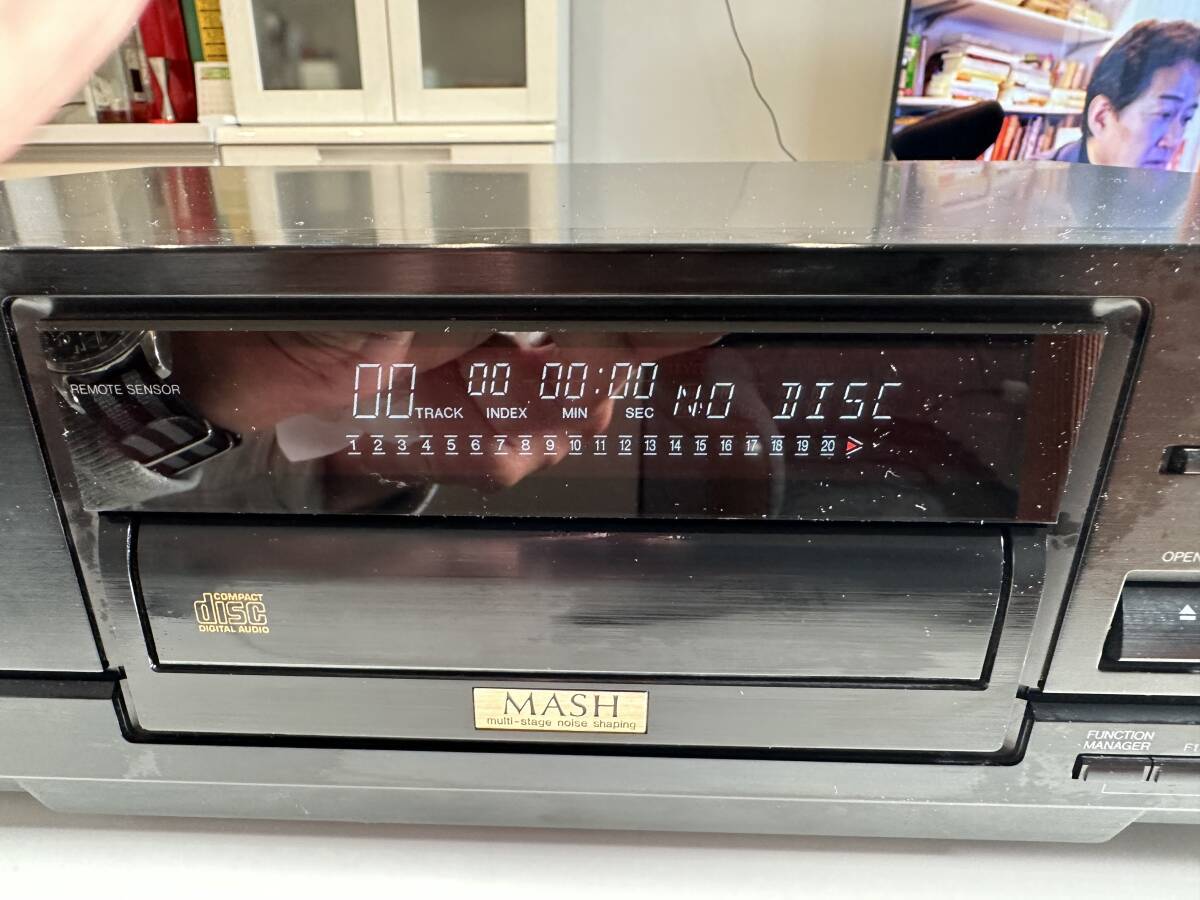 REMOTE SENSOR
00 TRACK 00 INDEX 00:00 MIN SEC NO DISC
1 2 3 4 5 6 7 8 9 10 11 12 13 14 15 16 17 18 19 20
OPEN
COMPACT
disc
DIGITAL AUDIO
MASH
multi-stage noise shaping
FUNCTION
MANAGER